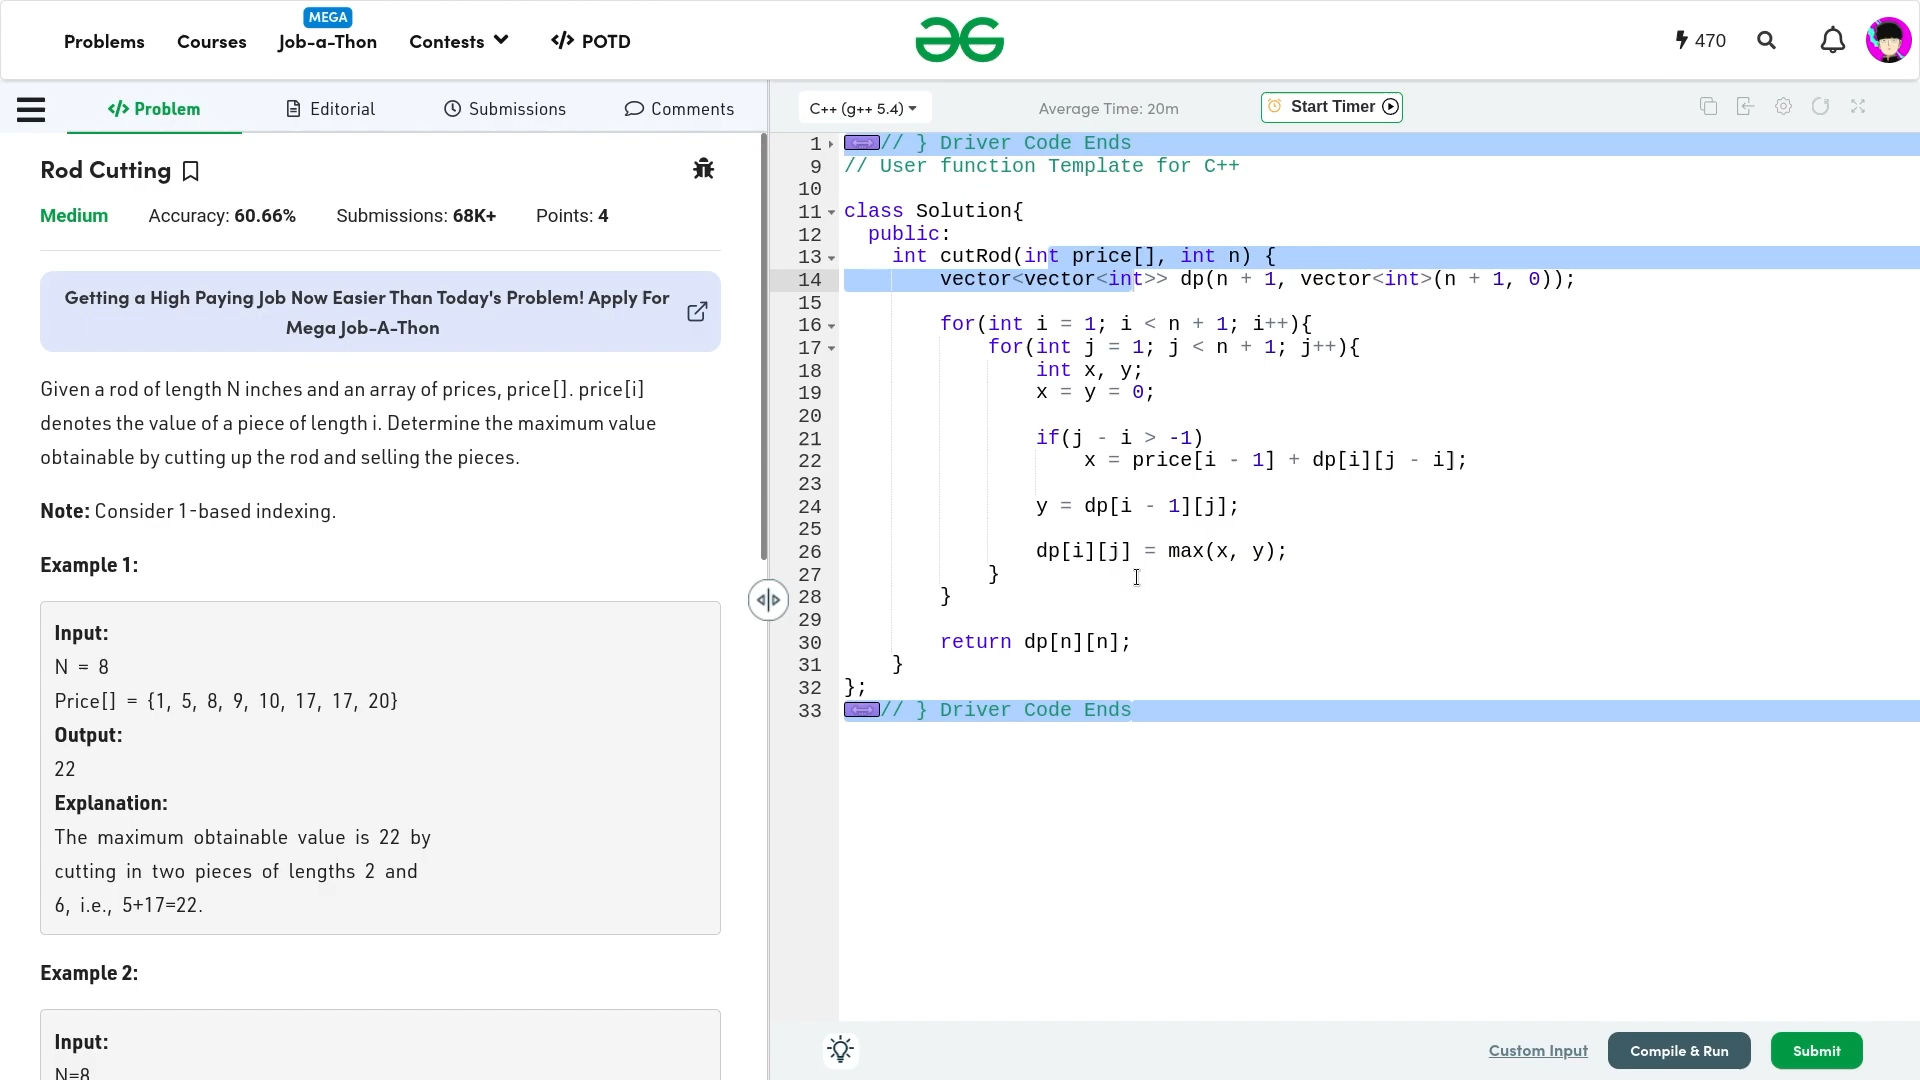 MEGA
Problems Courses Job-a-Thon Contests </> POTD
470
</> Problem Editorial Submissions Comments
C++ (g++ 5.4) Average Time: 20m Start Timer
Rod Cutting
Medium Accuracy: 60.66% Submissions: 68K+ Points: 4
Getting a High Paying Job Now Easier Than Today's Problem! Apply For
Mega Job-A-Thon
Given a rod of length N inches and an array of prices, price[]. price[i]
denotes the value of a piece of length i. Determine the maximum value
obtainable by cutting up the rod and selling the pieces.
Note: Consider 1-based indexing.
Example 1:
Input:
N = 8
Price[] = {1, 5, 8, 9, 10, 17, 17, 20}
Output:
22
Explanation:
The maximum obtainable value is 22 by
cutting in two pieces of lengths 2 and
6, i.e., 5+17=22.
Example 2:
Input:
N=8
1 // } Driver Code Ends
9 // User function Template for C++
10
11 class Solution{
12 public:
13 int cutRod(int price[], int n) {
14 vector<vector<int>> dp(n + 1, vector<int>(n + 1, 0));
15
16 for(int i = 1; i < n + 1; i++){
17 for(int j = 1; j < n + 1; j++){
18 int x, y;
19 x = y = 0;
20
21 if(j - i > -1)
22 x = price[i - 1] + dp[i][j - i];
23
24 y = dp[i - 1][j];
25
26 dp[i][j] = max(x, y);
27 }
28 }
29
30 return dp[n][n];
31 }
32 };
33 // } Driver Code Ends
Custom Input Compile & Run Submit